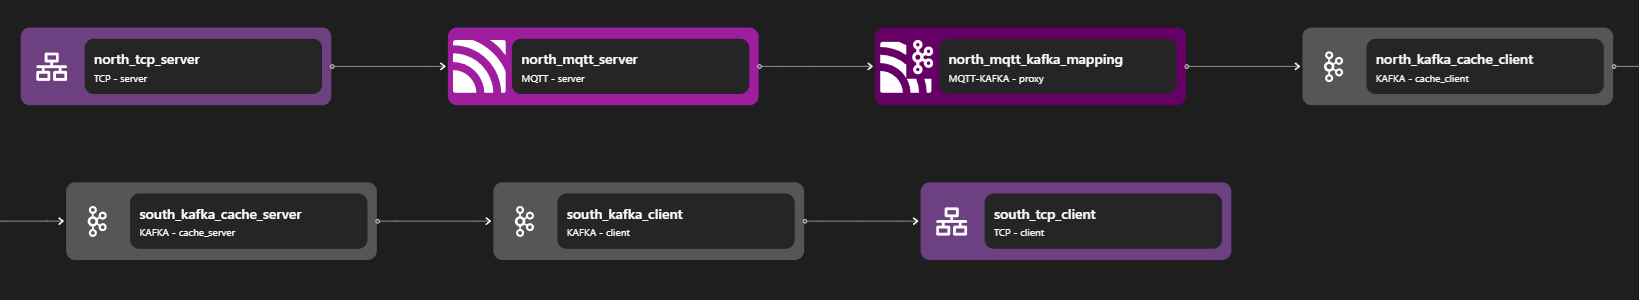 north_tcp_server
TCP - server
north_mqtt_server
MQTT - server
north_mqtt_kafka_mapping
MQTT-KAFKA - proxy
north_kafka_cache_client
KAFKA - cache_client
south_kafka_cache_server
KAFKA - cache_server
south_kafka_client
KAFKA - client
south_tcp_client
TCP - client